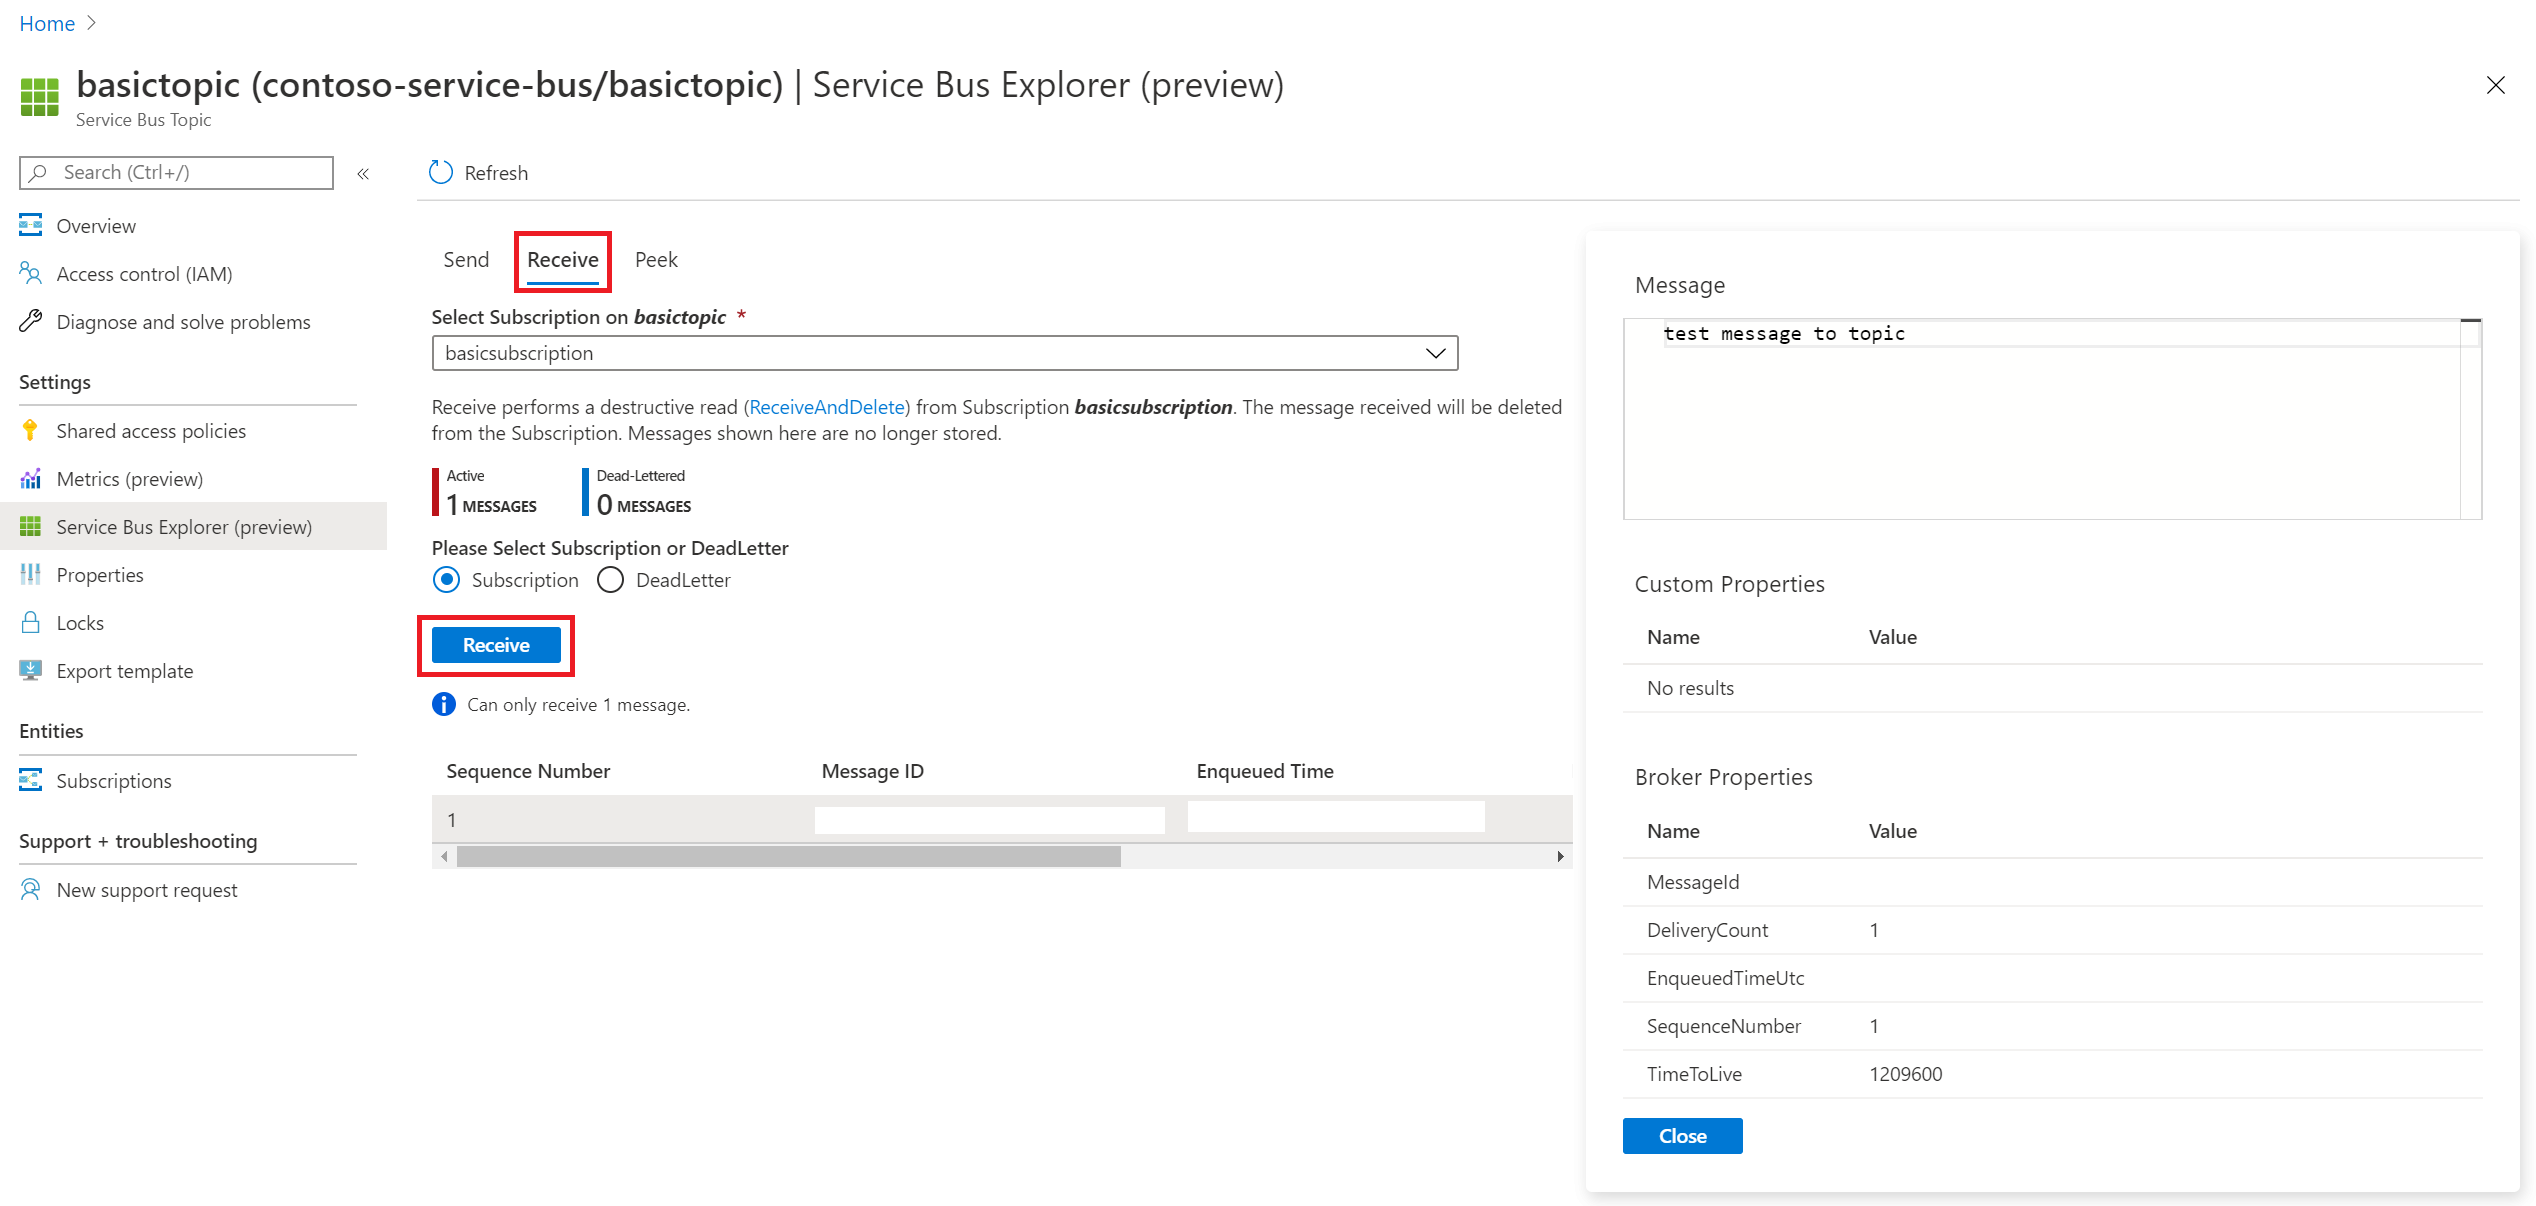 Home
basictopic (contoso-service-bus/basictopic) | Service Bus Explorer (preview)
Service Bus Topic
Search (Ctrl+/)
«
Overview
Access control (IAM)
Diagnose and solve problems
Settings
Shared access policies
Metrics (preview)
Service Bus Explorer (preview)
Properties
Locks
Export template
Entities
Subscriptions
Support + troubleshooting
New support request
Refresh
Send Receive Peek
Select Subscription on basictopic *
basicsubscription
Receive performs a destructive read (ReceiveAndDelete) from Subscription basicsubscription. The message received will be deleted
from the Subscription. Messages shown here are no longer stored.
Active Dead-Lettered
1 MESSAGES 0 MESSAGES
Please Select Subscription or DeadLetter
Subscription DeadLetter
Receive
Can only receive 1 message.
Sequence Number Message ID Enqueued Time
1
Message
test message to topic
Custom Properties
Name Value
No results
Broker Properties
Name Value
MessageId
DeliveryCount 1
EnqueuedTimeUtc
SequenceNumber 1
TimeToLive 1209600
Close